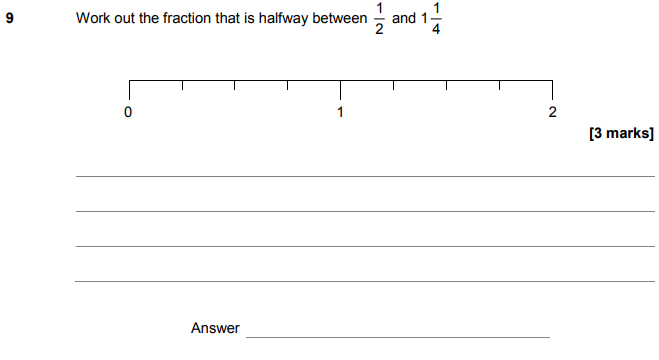 9 Work out the fraction that is halfway between 1/2 and 1 1/4
0 1 2
[3 marks]
Answer